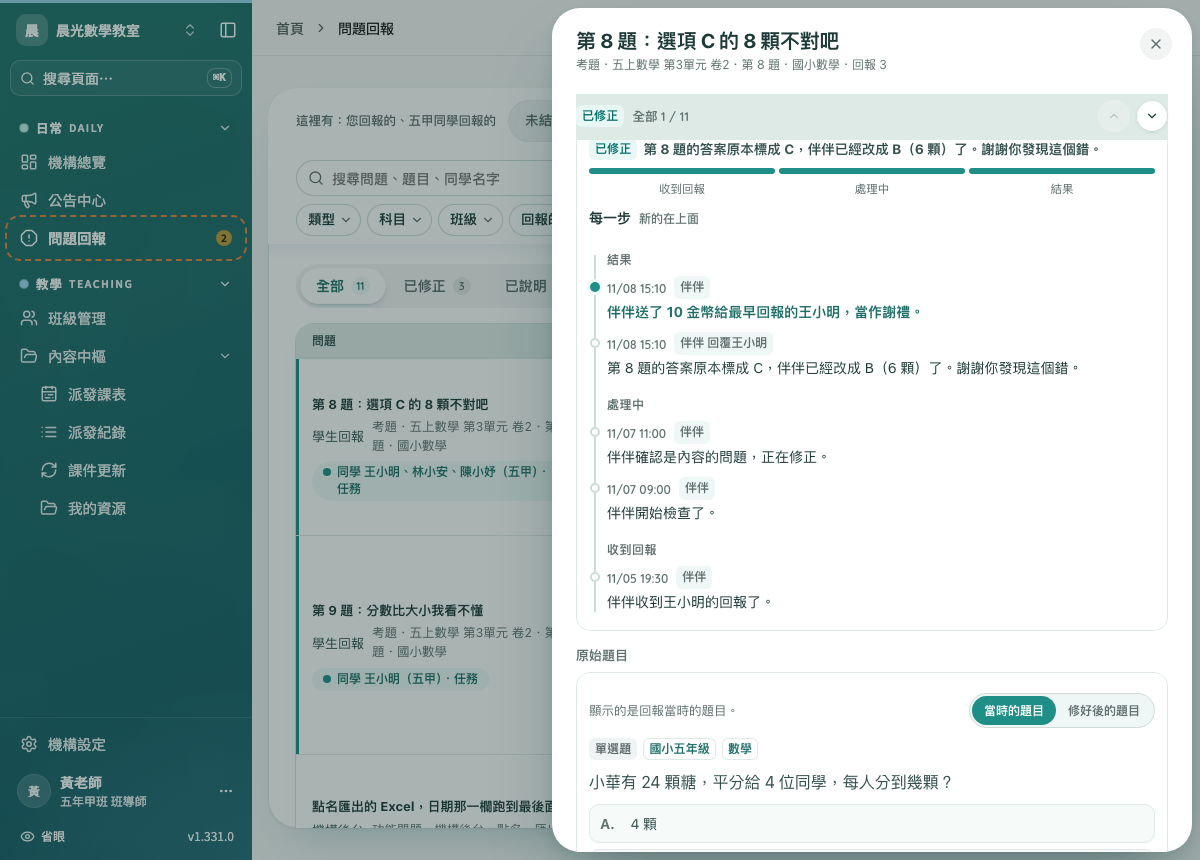 晨 晨光數學教室
搜尋頁面… ⌘K
日常 DAILY
機構總覽
公告中心
問題回報 2
教學 TEACHING
班級管理
內容中樞
派發課表
派發紀錄
課件更新
我的資源
機構設定
黃 黃老師
五年甲班 班導師
省眼 v1.331.0
首頁 > 問題回報
這裡有：您回報的、五甲同學回報的 未結
搜尋問題、題目、同學名字
類型 科目 班級 回報的
全部 11 已修正 3 已說明
問題
第 8 題：選項 C 的 8 顆不對吧
學生回報 考題 · 五上數學 第3單元 卷2 · 第
題 · 國小數學
同學 王小明、林小安、陳小妤（五甲）·
任務
第 9 題：分數比大小我看不懂
學生回報 考題 · 五上數學 第3單元 卷2 · 第
題 · 國小數學
同學 王小明（五甲）· 任務
點名匯出的 Excel，日期那一欄跑到最後面
第 8 題：選項 C 的 8 顆不對吧
考題 · 五上數學 第3單元 卷2 · 第 8 題 · 國小數學 · 回報 3
已修正 全部 1 / 11
已修正 第 8 題的答案原本標成 C，伴伴已經改成 B（6 顆）了。謝謝你發現這個錯。
收到回報 處理中 結果
每一步 新的在上面
結果
11/08 15:10 伴伴
伴伴送了 10 金幣給最早回報的王小明，當作謝禮。
11/08 15:10 伴伴 回覆王小明
第 8 題的答案原本標成 C，伴伴已經改成 B（6 顆）了。謝謝你發現這個錯。
處理中
11/07 11:00 伴伴
伴伴確認是內容的問題，正在修正。
11/07 09:00 伴伴
伴伴開始檢查了。
收到回報
11/05 19:30 伴伴
伴伴收到王小明的回報了。
原始題目
顯示的是回報當時的題目。 當時的題目 修好後的題目
單選題 國小五年級 數學
小華有 24 顆糖，平分給 4 位同學，每人分到幾顆？
A. 4 顆